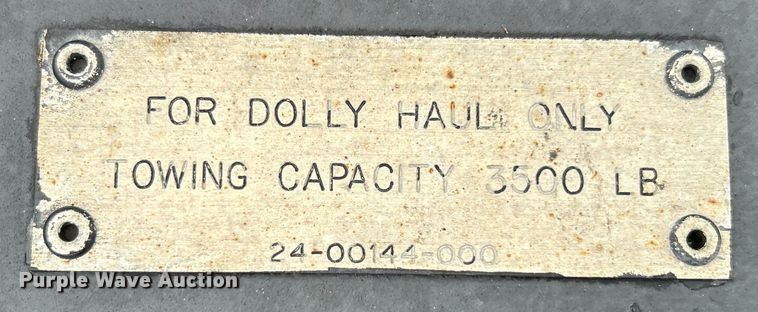 FOR DOLLY HAUL ONLY
TOWING CAPACITY 3500 LB
24-00144-000
Purple Wave Auction